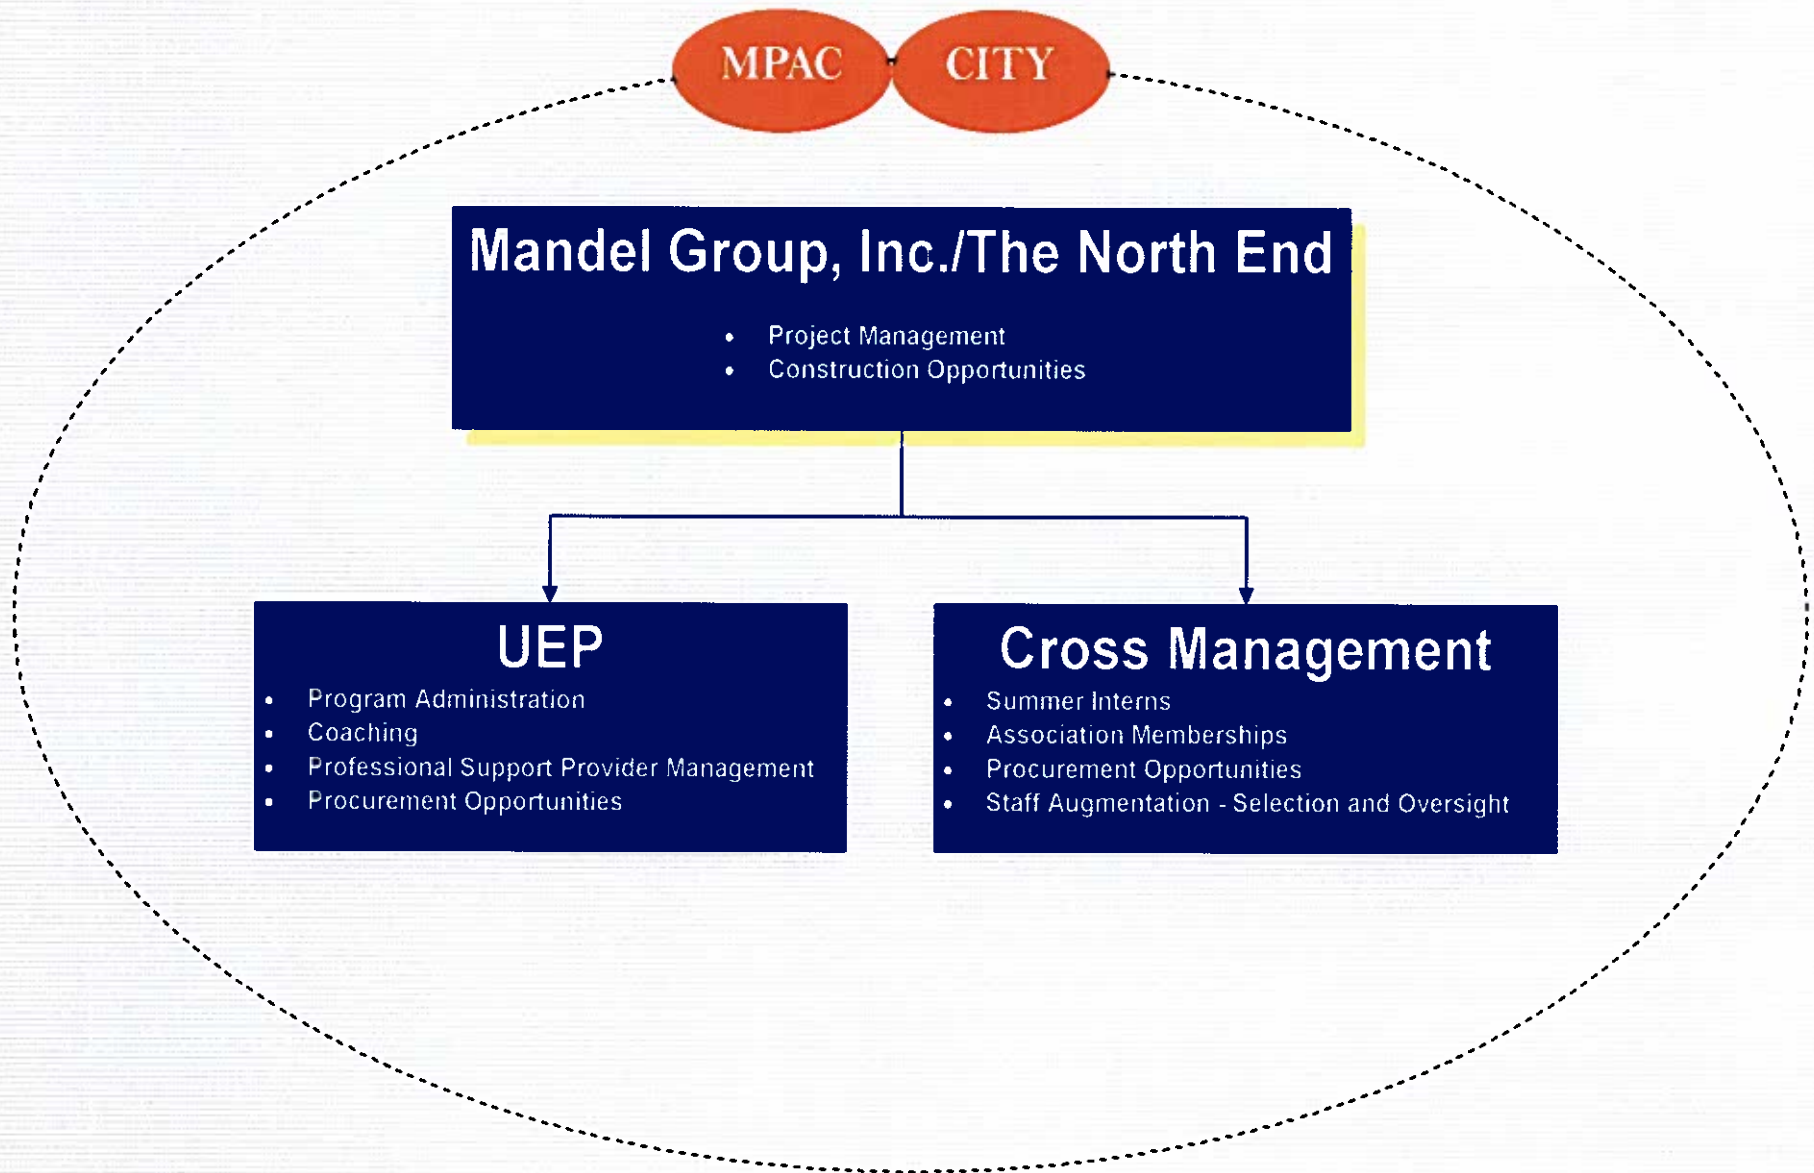 MPAC CITY
Mandel Group, Inc./The North End
• Project Management
• Construction Opportunities
UEP
• Program Administration
• Coaching
• Professional Support Provider Management
• Procurement Opportunities
Cross Management
• Summer Interns
• Association Memberships
• Procurement Opportunities
• Staff Augmentation - Selection and Oversight